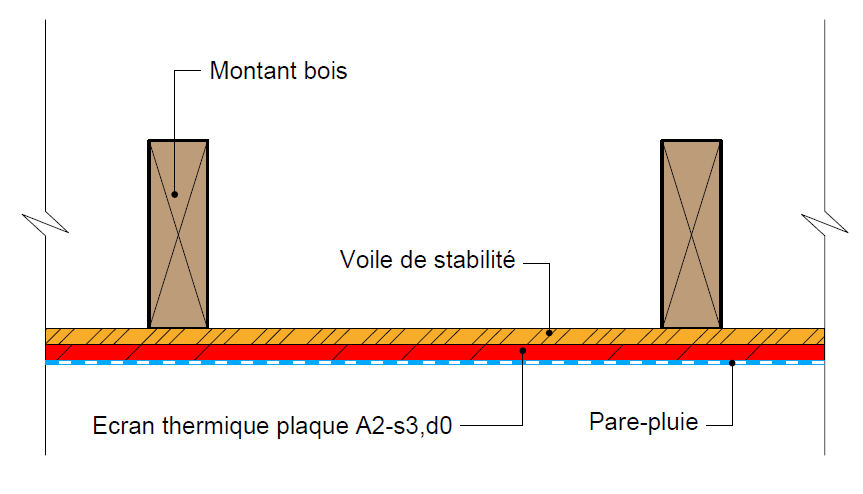 Montant bois
Voile de stabilité
Ecran thermique plaque A2-s3,d0
Pare-pluie